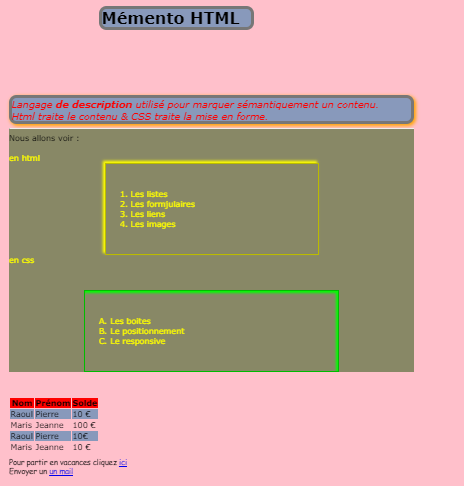 Mémento HTML
Langage de description utilisé pour marquer sémantiquement un contenu.
Html traite le contenu & CSS traite la mise en forme.
Nous allons voir :
en html
1. Les listes
2. Les formjulaires
3. Les liens
4. Les images
en css
A. Les boites
B. Le positionnement
C. Le responsive
Nom Prénom Solde
Raoul Pierre 10 €
Maris Jeanne 100 €
Raoul Pierre 10€
Maris Jeanne 10 €
Pour partir en vacances cliquez ici
Envoyer un un mail